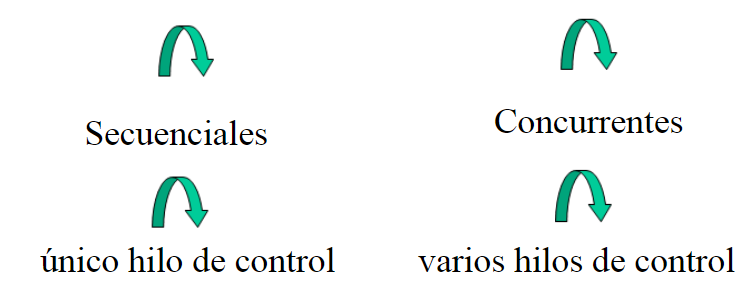 Secuenciales
Concurrentes
único hilo de control
varios hilos de control